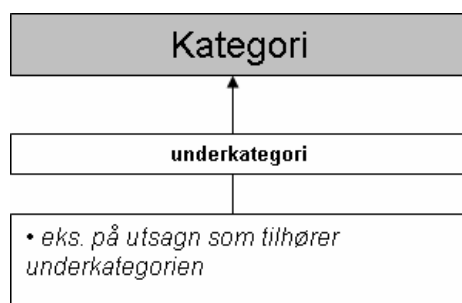 Kategori
underkategori
• eks. på utsagn som tilhører
underkategorien